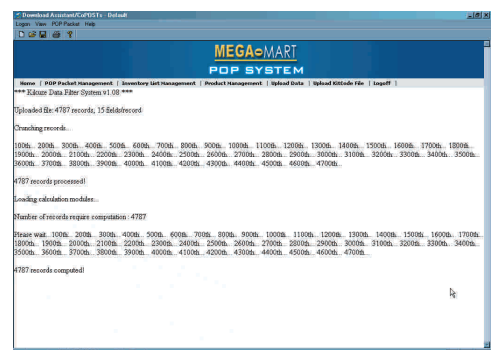 Download Assistant/CoPOSTs - Default
Logon View POP Packet Help
MEGA MART
POP SYSTEM
Home | POP Packet Management | Inventory List Management | Product Management | Upload Data | Upload KitCode File | Logoff |
*** Kikuze Data Filter System v1.08 ***
Uploaded file: 4787 records, 15 fields/record
Crunching records...
100th... 200th... 300th... 400th... 500th... 600th... 700th... 800th... 900th... 1000th... 1100th... 1200th... 1300th... 1400th... 1500th... 1600th... 1700th... 1800th...
1900th... 2000th... 2100th... 2200th... 2300th... 2400th... 2500th... 2600th... 2700th... 2800th... 2900th... 3000th... 3100th... 3200th... 3300th... 3400th... 3500th...
3600th... 3700th... 3800th... 3900th... 4000th... 4100th... 4200th... 4300th... 4400th... 4500th... 4600th... 4700th...
4787 records processed!
Loading calculation modules...
Number of records require computation : 4787
Please wait...100th... 200th... 300th... 400th... 500th... 600th... 700th... 800th... 900th... 1000th... 1100th... 1200th... 1300th... 1400th... 1500th... 1600th... 1700th...
1800th... 1900th... 2000th... 2100th... 2200th... 2300th... 2400th... 2500th... 2600th... 2700th... 2800th... 2900th... 3000th... 3100th... 3200th... 3300th... 3400th...
3500th... 3600th... 3700th... 3800th... 3900th... 4000th... 4100th... 4200th... 4300th... 4400th... 4500th... 4600th... 4700th...
4787 records computed!